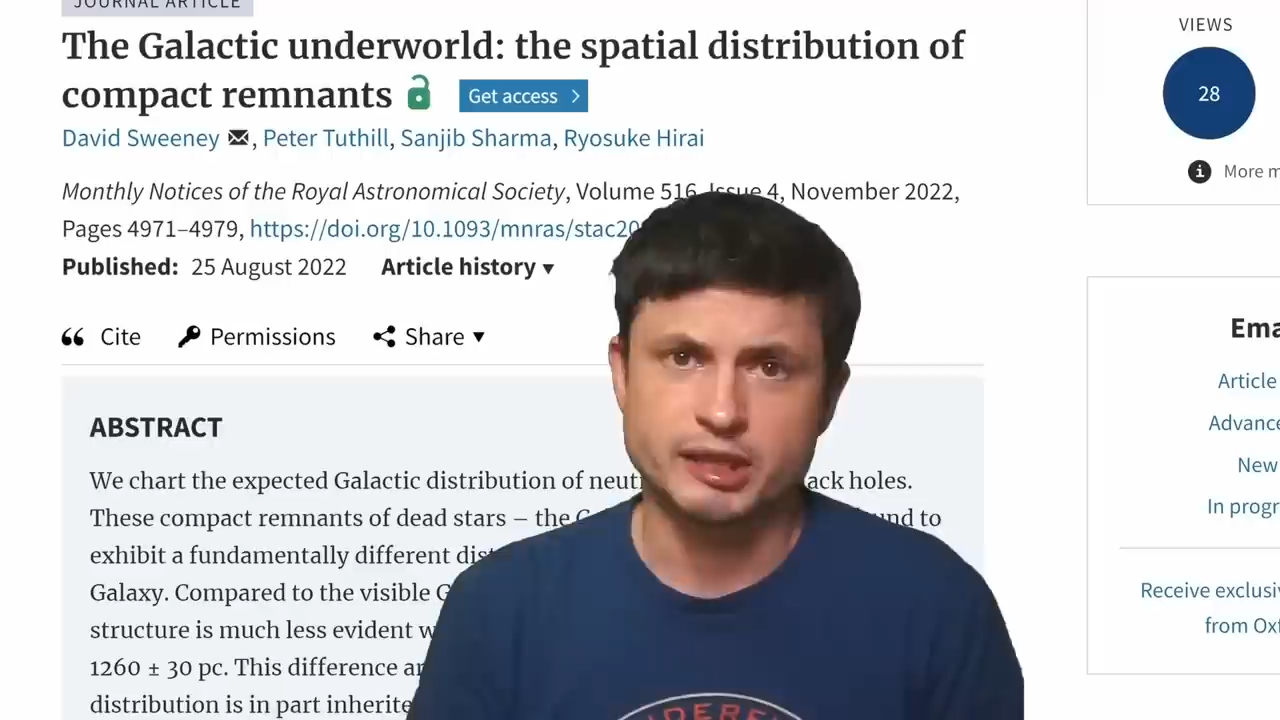 JOURNAL ARTICLE
The Galactic underworld: the spatial distribution of
compact remnants Get access
David Sweeney, Peter Tuthill, Sanjib Sharma, Ryosuke Hirai
Monthly Notices of the Royal Astronomical Society, Volume 516, Issue 4, November 2022,
Pages 4971–4979, https://doi.org/10.1093/mnras/stac20
Published: 25 August 2022 Article history
Cite Permissions Share
ABSTRACT
We chart the expected Galactic distribution of neut ack holes.
These compact remnants of dead stars – the G und to
exhibit a fundamentally different dist
Galaxy. Compared to the visible G
structure is much less evident w
1260 ± 30 pc. This difference ar
distribution is in part inherite
VIEWS
28
More m
Ema
Article
Advance
New
In progr
Receive exclusiv
from Oxf